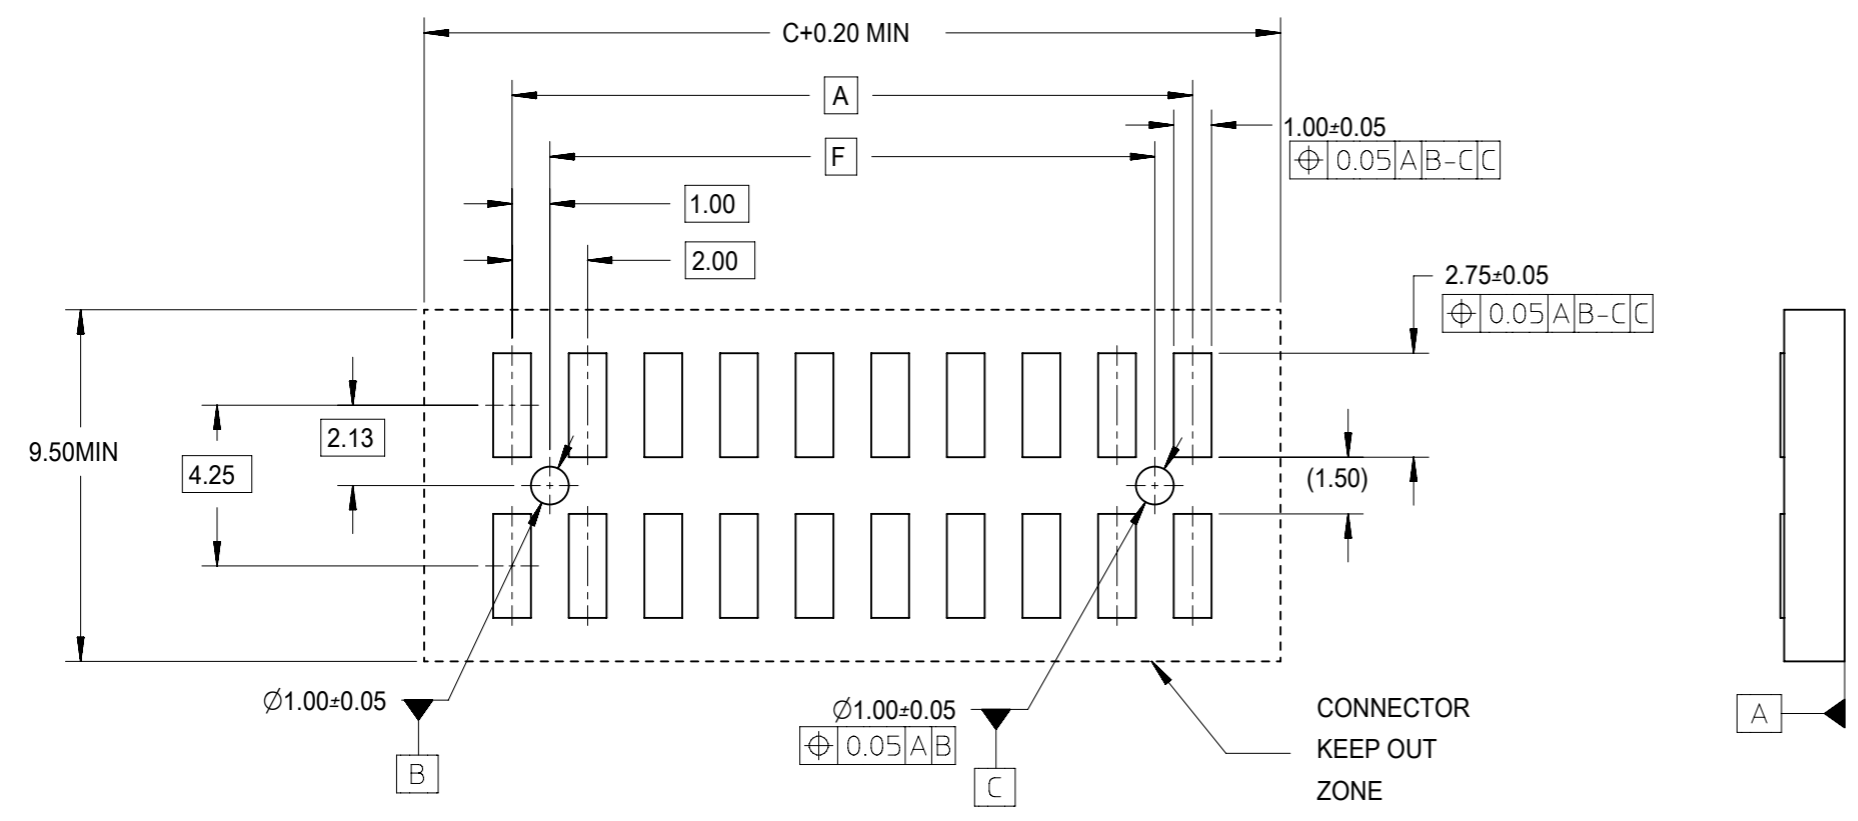 C+0.20 MIN
A
1.00±0.05
F
⌖ 0.05 A B-C C
1.00
2.00
2.75±0.05
⌖ 0.05 A B-C C
2.13
9.50MIN
4.25
(1.50)
Ø1.00±0.05
B
Ø1.00±0.05
⌖ 0.05 A B
C
CONNECTOR
KEEP OUT
ZONE
A